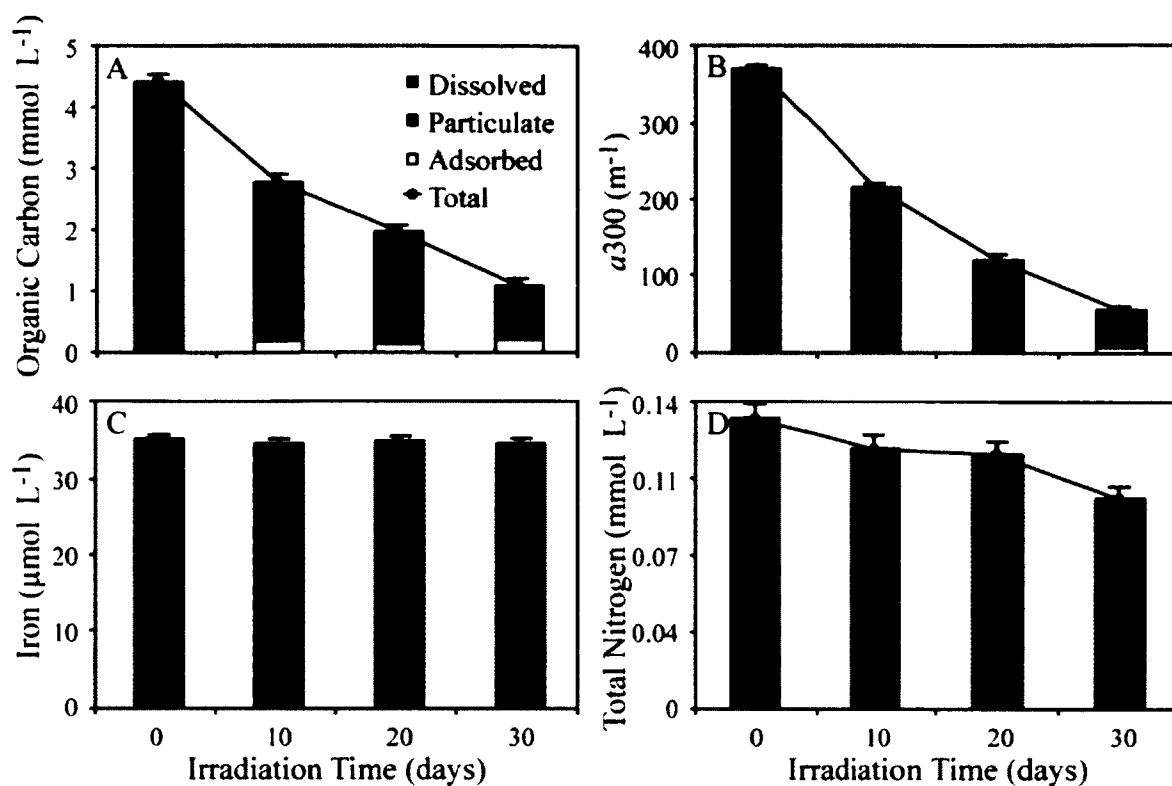 A
Organic Carbon (mmol L⁻¹)
5
4
3
2
1
0
Dissolved
Particulate
Adsorbed
Total
B
a300 (m⁻¹)
400
300
200
100
0
C
Iron (µmol L⁻¹)
40
30
20
10
0
0 10 20 30
Irradiation Time (days)
D
Total Nitrogen (mmol L⁻¹)
0.14
0.11
0.07
0.04
0
0 10 20 30
Irradiation Time (days)